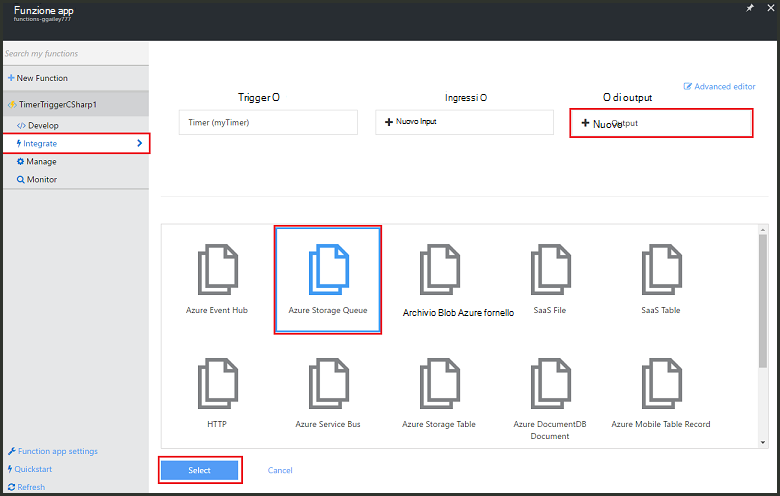 Funzione app
functions-ggailey777
Search my functions
New Function
TimerTriggerCSharp1
Develop
Integrate
Manage
Monitor
Function app settings
Quickstart
Refresh
Advanced editor
Trigger O
Ingressi O
O di output
Timer (myTimer)
Nuovo Input
Nuovo Output
Azure Event Hub
Azure Storage Queue
Archivio Blob Azure fornello
SaaS File
SaaS Table
HTTP
Azure Service Bus
Azure Storage Table
Azure DocumentDB
Document
Azure Mobile Table Record
Select
Cancel